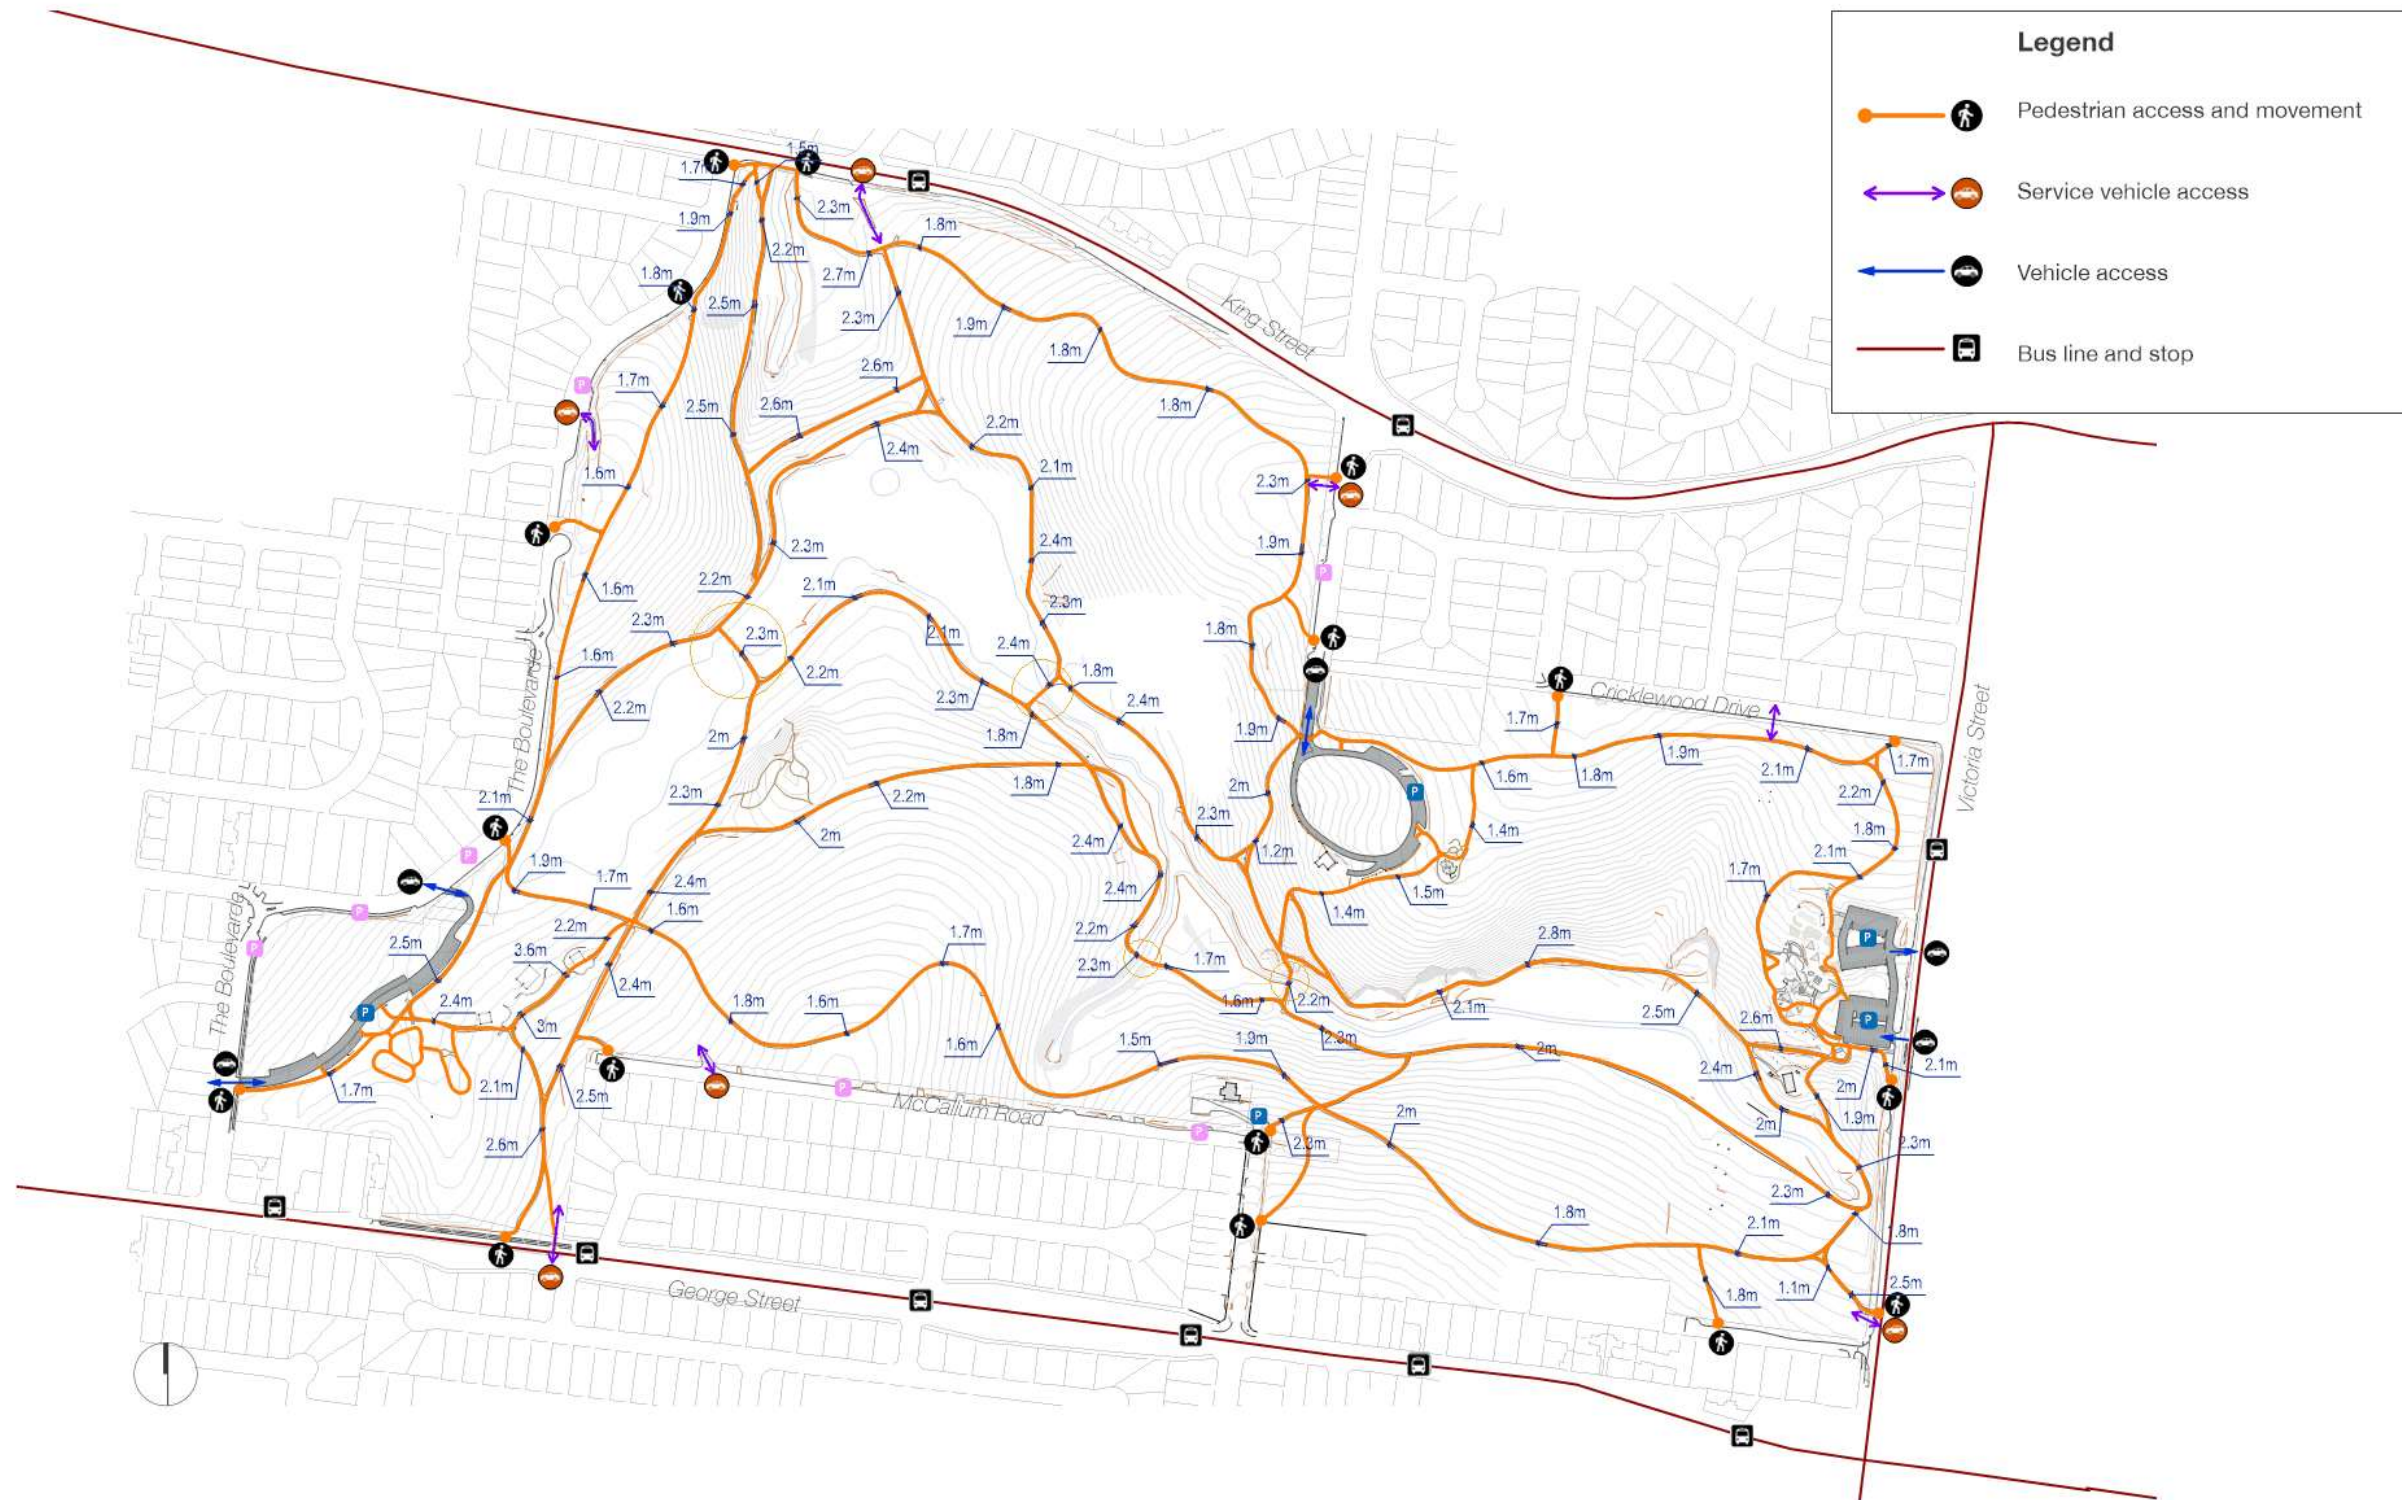 Legend
Pedestrian access and movement
Service vehicle access
Vehicle access
Bus line and stop
1.5m
1.7m
1.9m
2.3m
1.8m
2.2m
2.7m
1.8m
2.5m
2.3m
1.9m
King Street
1.8m
2.6m
1.7m
P
2.5m
2.6m
1.8m
2.2m
2.4m
1.6m
2.1m
2.3m
2.4m
1.9m
2.3m
P
2.2m
2.1m
1.6m
2.3m
2.3m
2.3m
2.1m
1.8m
2.4m
1.6m
2.2m
1.8m
2.3m
2.4m
2.2m
The Boulevarde
2m
1.8m
1.9m
1.7m
Cricklewood Drive
Victoria Street
1.9m
2.1m
1.7m
1.6m
1.8m
2.1m
2.3m
2.2m
1.8m
2m
P
2.2m
2m
2.3m
2.4m
1.2m
1.4m
1.8m
2.1m
P
1.9m
1.7m
2.4m
1.7m
2.4m
1.5m
1.4m
P
P
The Boulevarde
1.6m
2.2m
2.5m
3.6m
1.7m
2.2m
2.3m
1.7m
2.8m
P
2.4m
2.4m
P
3m
1.8m
1.6m
1.6m
1.6m
2.2m
2.1m
2.5m
2.6m
P
2.1m
1.7m
2.1m
2.5m
P
McCallum Road
1.5m
1.9m
2.3m
2m
2.4m
2m
2.1m
P
P
2m
1.9m
2m
2.6m
2.3m
2.3m
2.3m
1.8m
2.1m
1.8m
1.8m
1.1m
2.5m
George Street